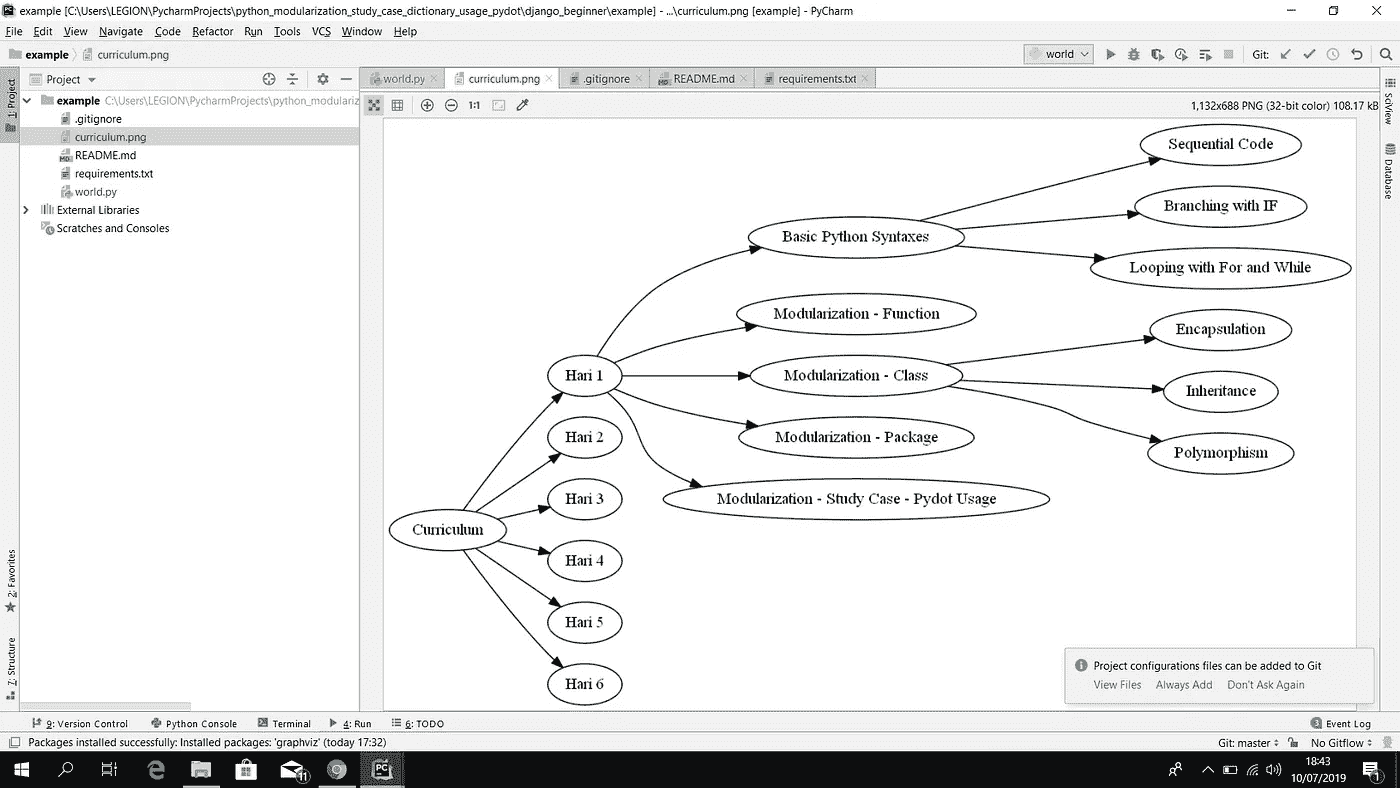 example [C:\Users\LEGION\PycharmProjects\python_modularization_study_case_dictionary_usage_pydot\django_beginner\example] - ...\curriculum.png [example] - PyCharm
File Edit View Navigate Code Refactor Run Tools VCS Window Help
example curriculum.png world Git:
Project
world.py curriculum.png .gitignore README.md requirements.txt
1:1
1,132x688 PNG (32-bit color) 108.17 kB
1: Project
example C:\Users\LEGION\PycharmProjects\python_modulariz
.gitignore
curriculum.png
README.md
requirements.txt
world.py
External Libraries
Scratches and Consoles
2: Favorites
7: Structure
SciView
Database
Sequential Code
Branching with IF
Basic Python Syntaxes
Looping with For and While
Modularization - Function
Encapsulation
Hari 1
Modularization - Class
Inheritance
Hari 2
Modularization - Package
Polymorphism
Hari 3
Modularization - Study Case - Pydot Usage
Curriculum
Hari 4
Hari 5
Hari 6
Project configurations files can be added to Git
View Files Always Add Don't Ask Again
9: Version Control Python Console Terminal 4: Run 6: TODO 3 Event Log
Packages installed successfully: Installed packages: 'graphviz' (today 17:32) Git: master No Gitflow
11 PC 18:43
10/07/2019 1